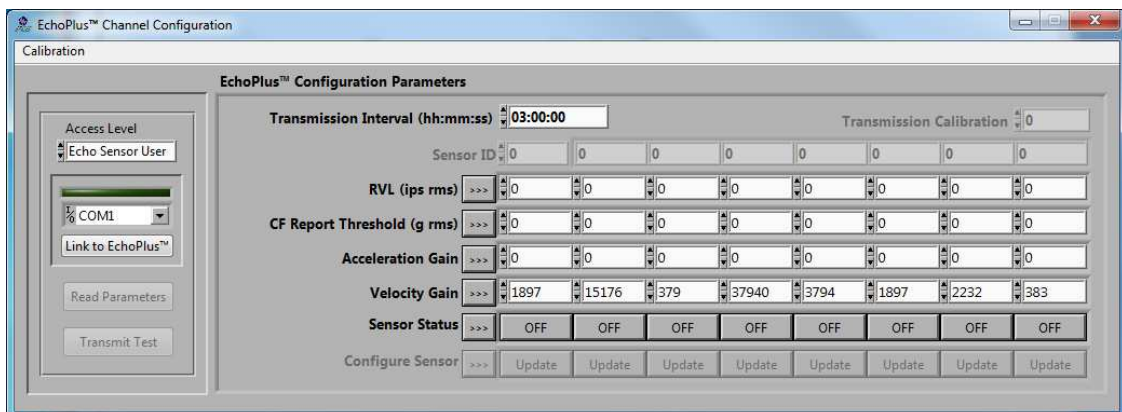 EchoPlus™ Channel Configuration
Calibration
EchoPlus™ Configuration Parameters
Access Level
Echo Sensor User
COM1
Link to EchoPlus™
Read Parameters
Transmit Test
Transmission Interval (hh:mm:ss) 03:00:00 Transmission Calibration 0
Sensor ID 0 0 0 0 0 0 0 0
RVL (ips rms) >>> 0 0 0 0 0 0 0 0
CF Report Threshold (g rms) >>> 0 0 0 0 0 0 0 0
Acceleration Gain >>> 0 0 0 0 0 0 0 0
Velocity Gain >>> 1897 15176 379 37940 3794 1897 2232 383
Sensor Status >>> OFF OFF OFF OFF OFF OFF OFF OFF
Configure Sensor >>> Update Update Update Update Update Update Update Update